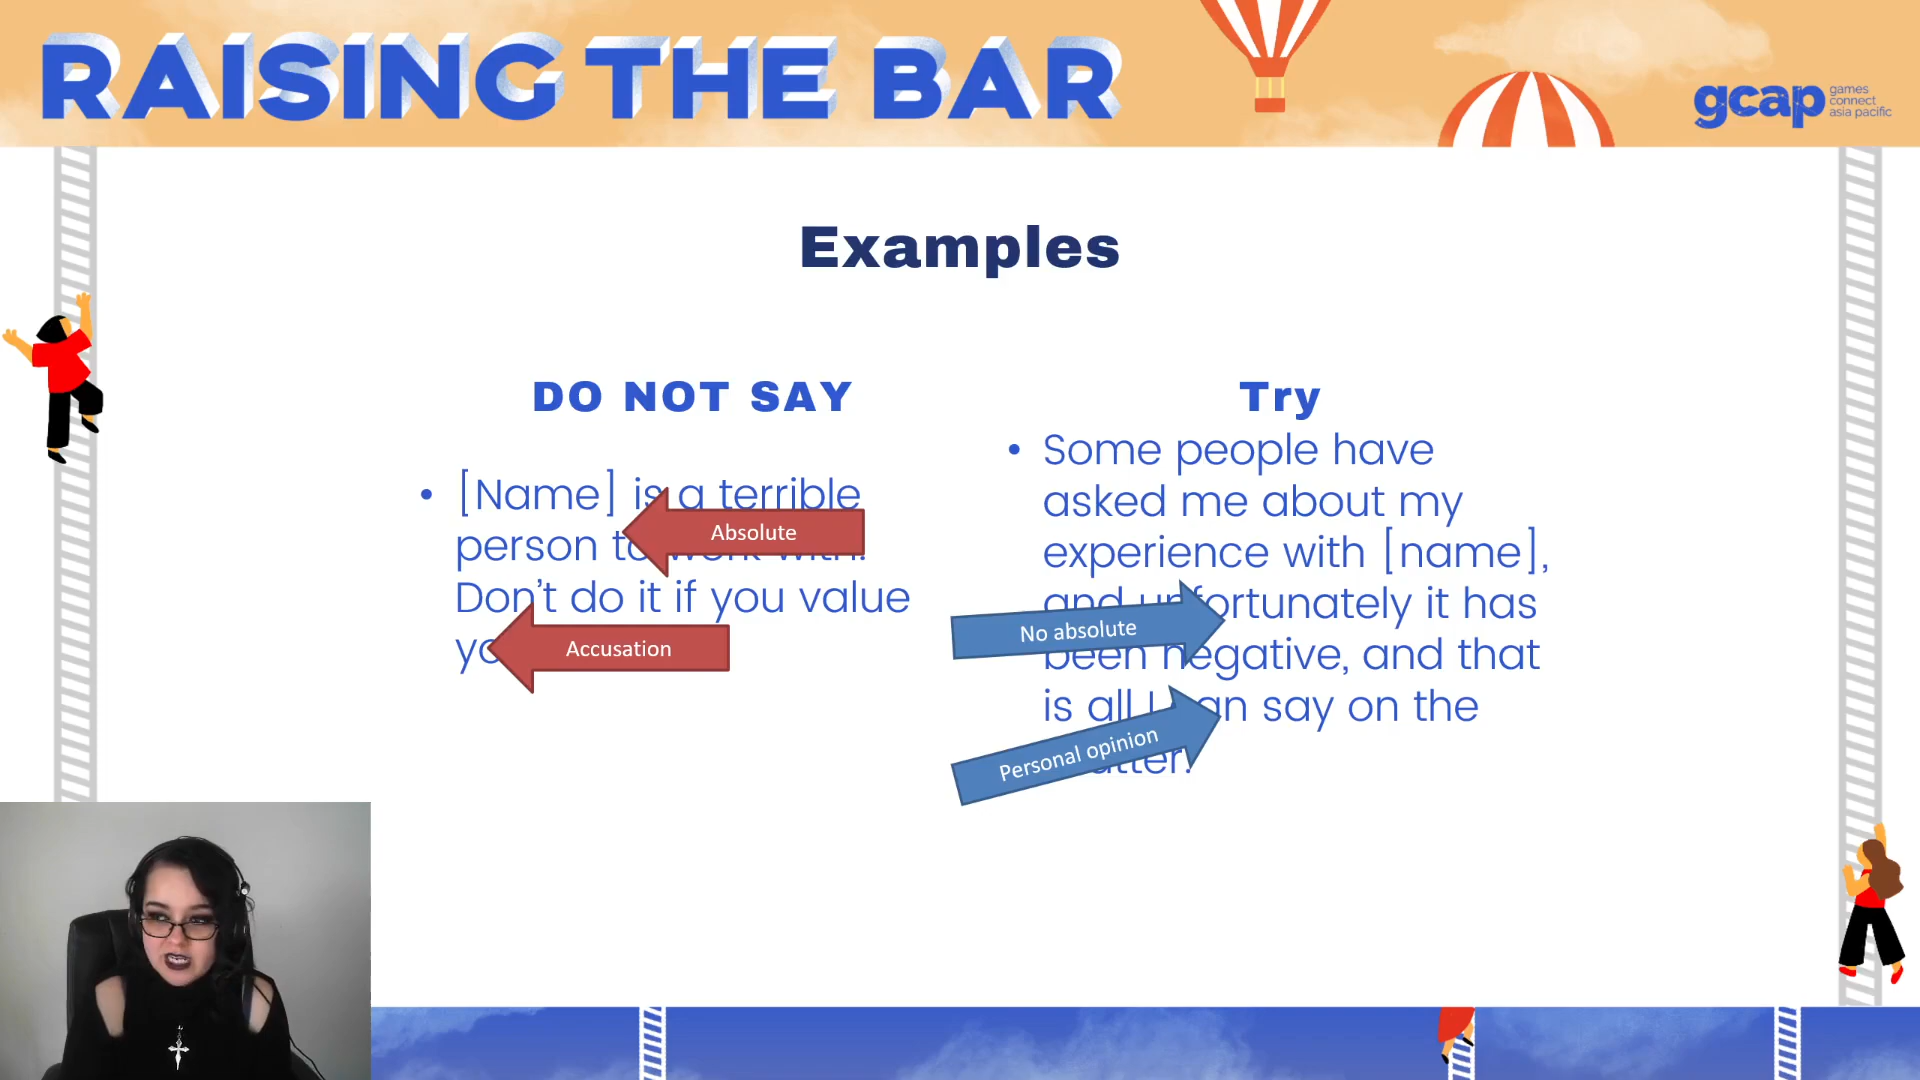 RAISING THE BAR
gcap games
connect
asia pacific
Examples
DO NOT SAY
• [Name] is a terrible
person to work with!
Don't do it if you value
Absolute
Accusation
Try
• Some people have
asked me about my
experience with [name],
and unfortunately it has
been negative, and that
is all I can say on the
matter.
No absolute
Personal opinion